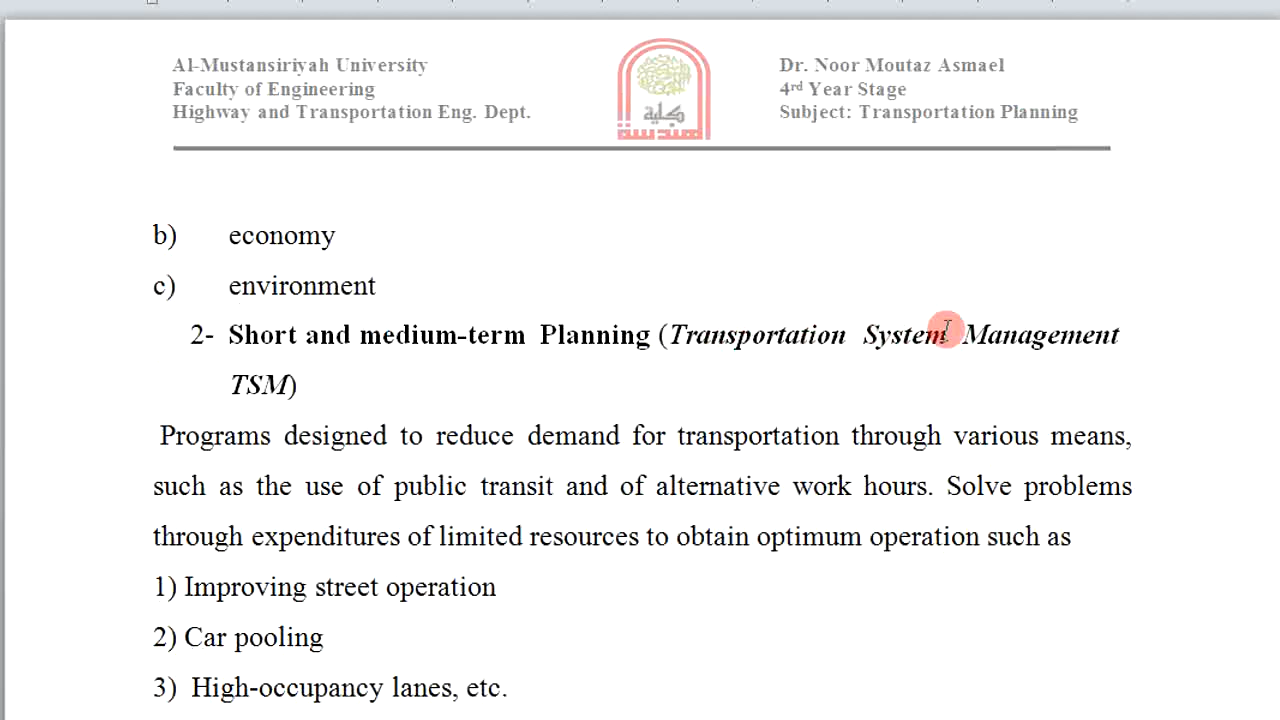 Al-Mustansiriyah University
Faculty of Engineering
Highway and Transportation Eng. Dept.
كلية
هندسة
Dr. Noor Moutaz Asmael
4rd Year Stage
Subject: Transportation Planning
b) economy
c) environment
2- Short and medium-term Planning (Transportation System Management
TSM)
Programs designed to reduce demand for transportation through various means,
such as the use of public transit and of alternative work hours. Solve problems
through expenditures of limited resources to obtain optimum operation such as
1) Improving street operation
2) Car pooling
3) High-occupancy lanes, etc.